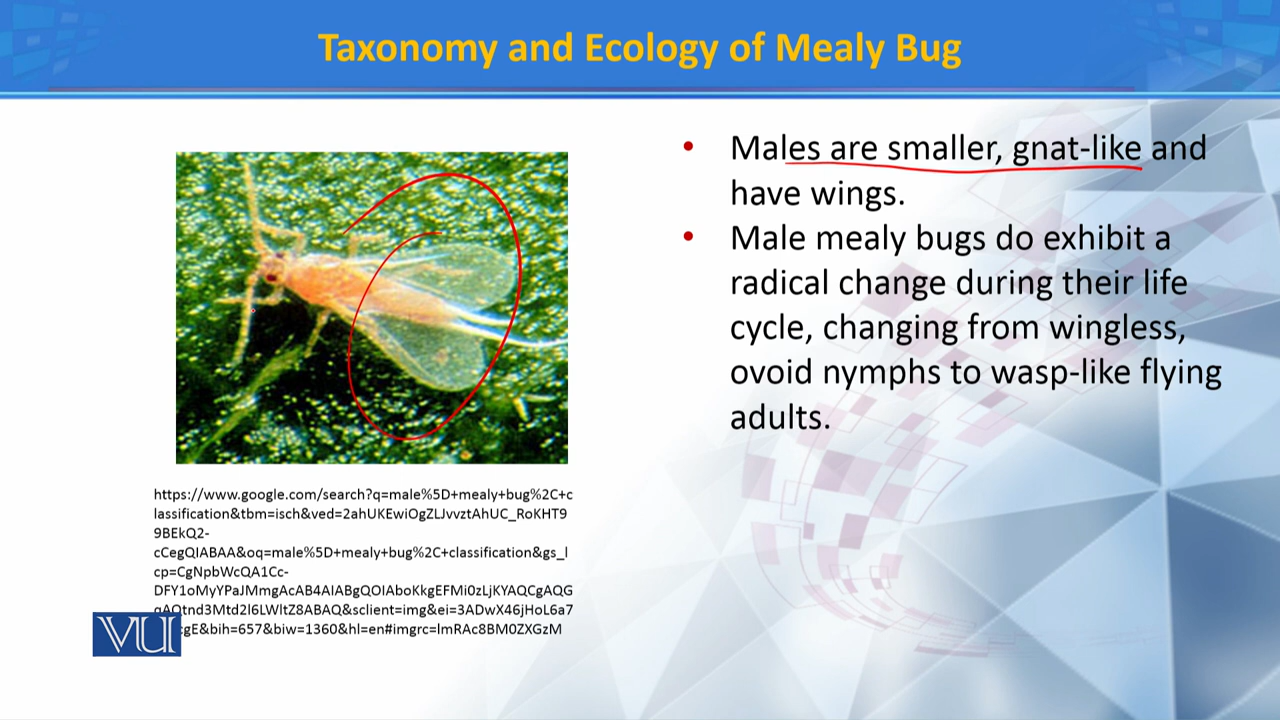 Taxonomy and Ecology of Mealy Bug
• Males are smaller, gnat-like and
have wings.
• Male mealy bugs do exhibit a
radical change during their life
cycle, changing from wingless,
ovoid nymphs to wasp-like flying
adults.
https://www.google.com/search?q=male%5D+mealy+bug%2C+c
lassification&tbm=isch&ved=2ahUKEwiOgZLJvvztAhUC_RoKHT9
9BEkQ2-
cCegQIABAA&oq=male%5D+mealy+bug%2C+classification&gs_l
cp=CgNpbWcQA1Cc-
DFY1oMyYPaJMmgAcAB4AIABgQOIAboKkgEFMi0zLjKYAQCgAQG
qAQtnd3Mtd2l6LWltZ8ABAQ&sclient=img&ei=3ADwX46jHoL6a7
gE&bih=657&biw=1360&hl=en#imgrc=lmRAc8BM0ZXGzM
VU